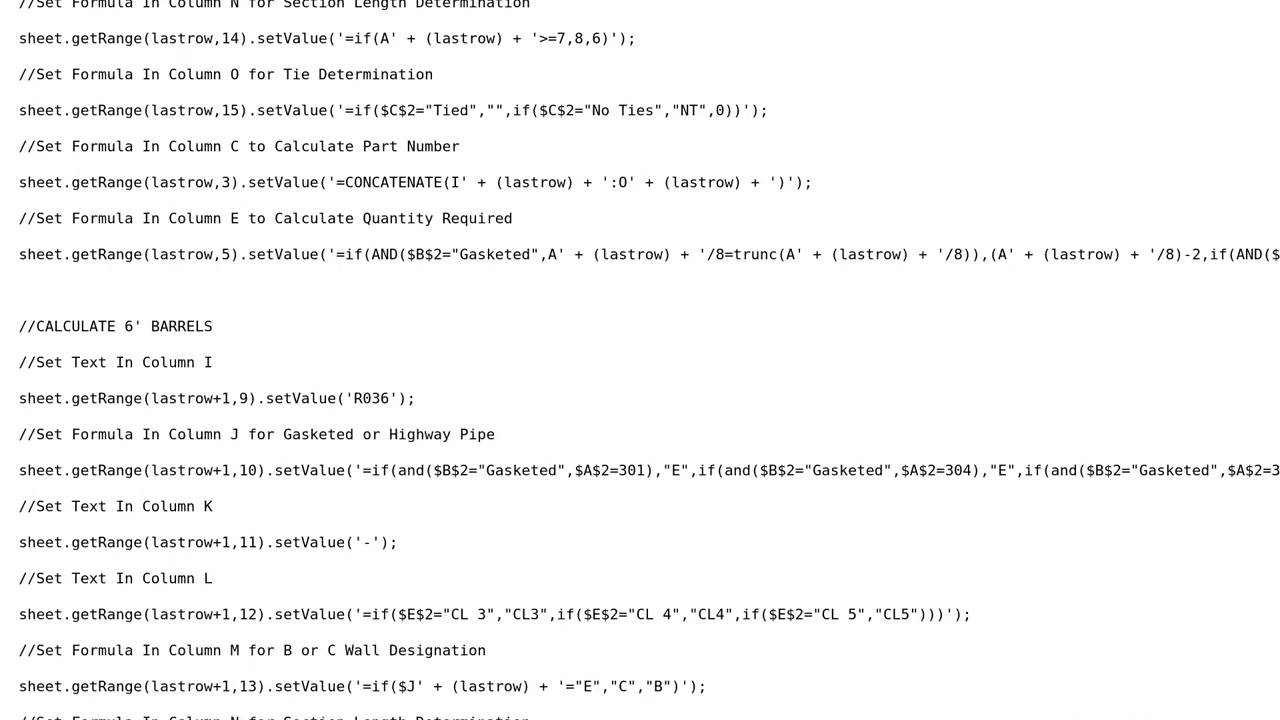 //Set Formula In Column N for Section Length Determination
sheet.getRange(lastrow,14).setValue('=if(A' + (lastrow) + '>=7,8,6)');
//Set Formula In Column O for Tie Determination
sheet.getRange(lastrow,15).setValue('=if($C$2="Tied","",if($C$2="No Ties","NT",0))');
//Set Formula In Column C to Calculate Part Number
sheet.getRange(lastrow,3).setValue('=CONCATENATE(I' + (lastrow) + ':O' + (lastrow) + ')');
//Set Formula In Column E to Calculate Quantity Required
sheet.getRange(lastrow,5).setValue('=if(AND($B$2="Gasketed",A' + (lastrow) + '/8=trunc(A' + (lastrow) + '/8)),(A' + (lastrow) + '/8)-2,if(AND($
//CALCULATE 6' BARRELS
//Set Text In Column I
sheet.getRange(lastrow+1,9).setValue('R036');
//Set Formula In Column J for Gasketed or Highway Pipe
sheet.getRange(lastrow+1,10).setValue('=if(and($B$2="Gasketed",$A$2=301),"E",if(and($B$2="Gasketed",$A$2=304),"E",if(and($B$2="Gasketed",$A$2=3
//Set Text In Column K
sheet.getRange(lastrow+1,11).setValue('-');
//Set Text In Column L
sheet.getRange(lastrow+1,12).setValue('=if($E$2="CL 3","CL3",if($E$2="CL 4","CL4",if($E$2="CL 5","CL5")))');
//Set Formula In Column M for B or C Wall Designation
sheet.getRange(lastrow+1,13).setValue('=if($J' + (lastrow) + '="E","C","B")');
//Set Formula In Column N for Section Length Determination